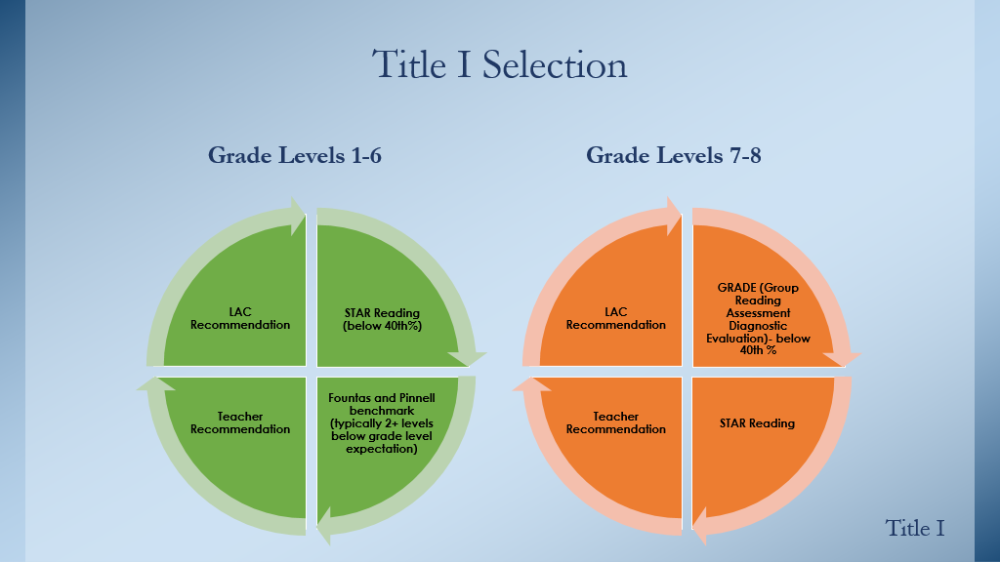 Title I Selection
Grade Levels 1-6
LAC
Recommendation
STAR Reading
(below 40th%)
Teacher
Recommendation
Fountas and Pinnell
benchmark
(typically 2+ levels
below grade level
expectation)
Grade Levels 7-8
LAC
Recommendation
GRADE (Group
Reading
Assessment
Diagnostic
Evaluation)- below
40th %
Teacher
Recommendation
STAR Reading
Title I